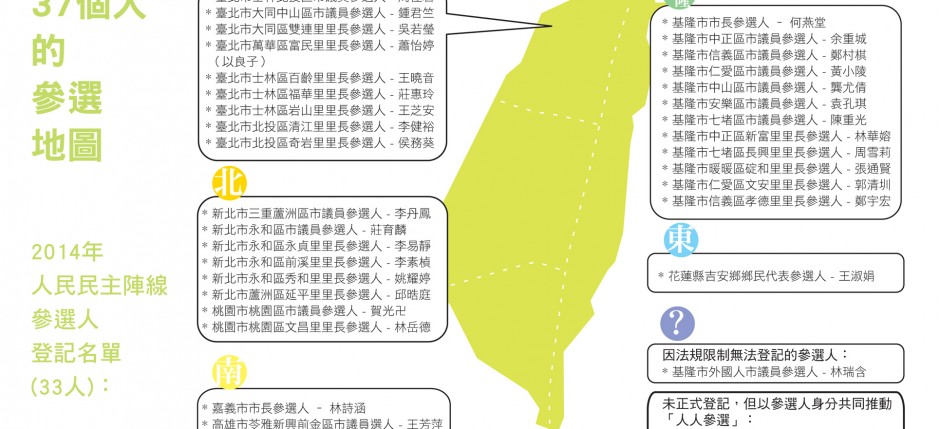 37個人
的
參選
地圖
2014年
人民民主陣線
參選人
登記名單
(33人)：
* 臺北市大同中山區市議員參選人 - 鍾君竺
* 臺北市大同區雙連里里長參選人 - 吳若瑩
* 臺北市萬華區富民里里長參選人 - 蕭怡婷
（以良子）
* 臺北市士林區百齡里里長參選人 - 王曉音
* 臺北市士林區福華里里長參選人 - 莊惠玲
* 臺北市士林區岩山里里長參選人 - 王芝安
* 臺北市北投區清江里里長參選人 - 李健裕
* 臺北市北投區奇岩里里長參選人 - 侯務葵
北
* 新北市三重蘆洲區市議員參選人 - 李丹鳳
* 新北市永和區市議員參選人 - 莊育麟
* 新北市永和區永貞里里長參選人 - 李易靜
* 新北市永和區前溪里里長參選人 - 李素楨
* 新北市永和區秀和里里長參選人 - 姚耀婷
* 新北市蘆洲區延平里里長參選人 - 邱晧庭
* 桃園市桃園區市議員參選人 - 賀光卍
* 桃園市桃園區文昌里里長參選人 - 林岳德
南
* 嘉義市市長參選人 – 林詩涵
* 高雄市苓雅新興前金區市議員選人 - 王芳萍
* 基隆市市長參選人 – 何燕堂
* 基隆市中正區市議員參選人 - 余重城
* 基隆市信義區市議員參選人 - 鄭村棋
* 基隆市仁愛區市議員參選人 - 黃小陵
* 基隆市中山區市議員參選人 - 龔尤倩
* 基隆市安樂區市議員參選人 - 袁孔琪
* 基隆市七堵區市議員參選人 - 陳重光
* 基隆市中正區新富里里長參選人 - 林華嫆
* 基隆市七堵區長興里里長參選人 - 周雪莉
* 基隆市暖暖區碇和里里長參選人 - 張通賢
* 基隆市仁愛區文安里里長參選人 - 郭清圳
* 基隆市信義區孝德里里長參選人 - 鄭宇宏
東
* 花蓮縣吉安鄉鄉民代表參選人 - 王淑娟
?
因法規限制無法登記的參選人：
* 基隆市外國人市議員參選人 - 林瑞含
未正式登記，但以參選人身分共同推動
「人人參選」：